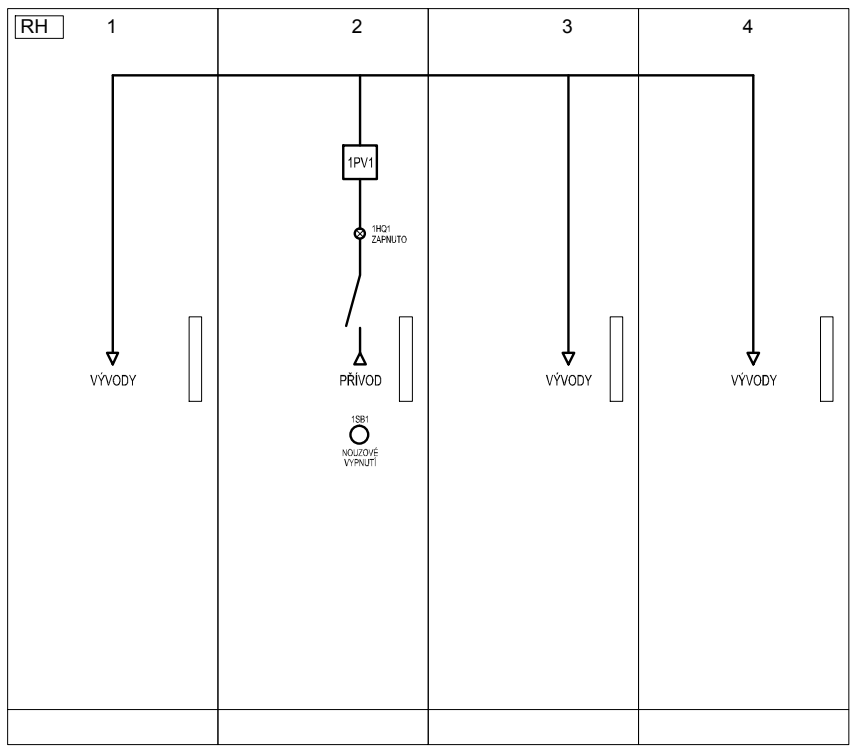 RH 1 2 3 4
1PV1
1HQ1
ZAPNUTO
VÝVODY PŘÍVOD VÝVODY VÝVODY
1SB1
NOUZOVÉ
VYPNUTÍ